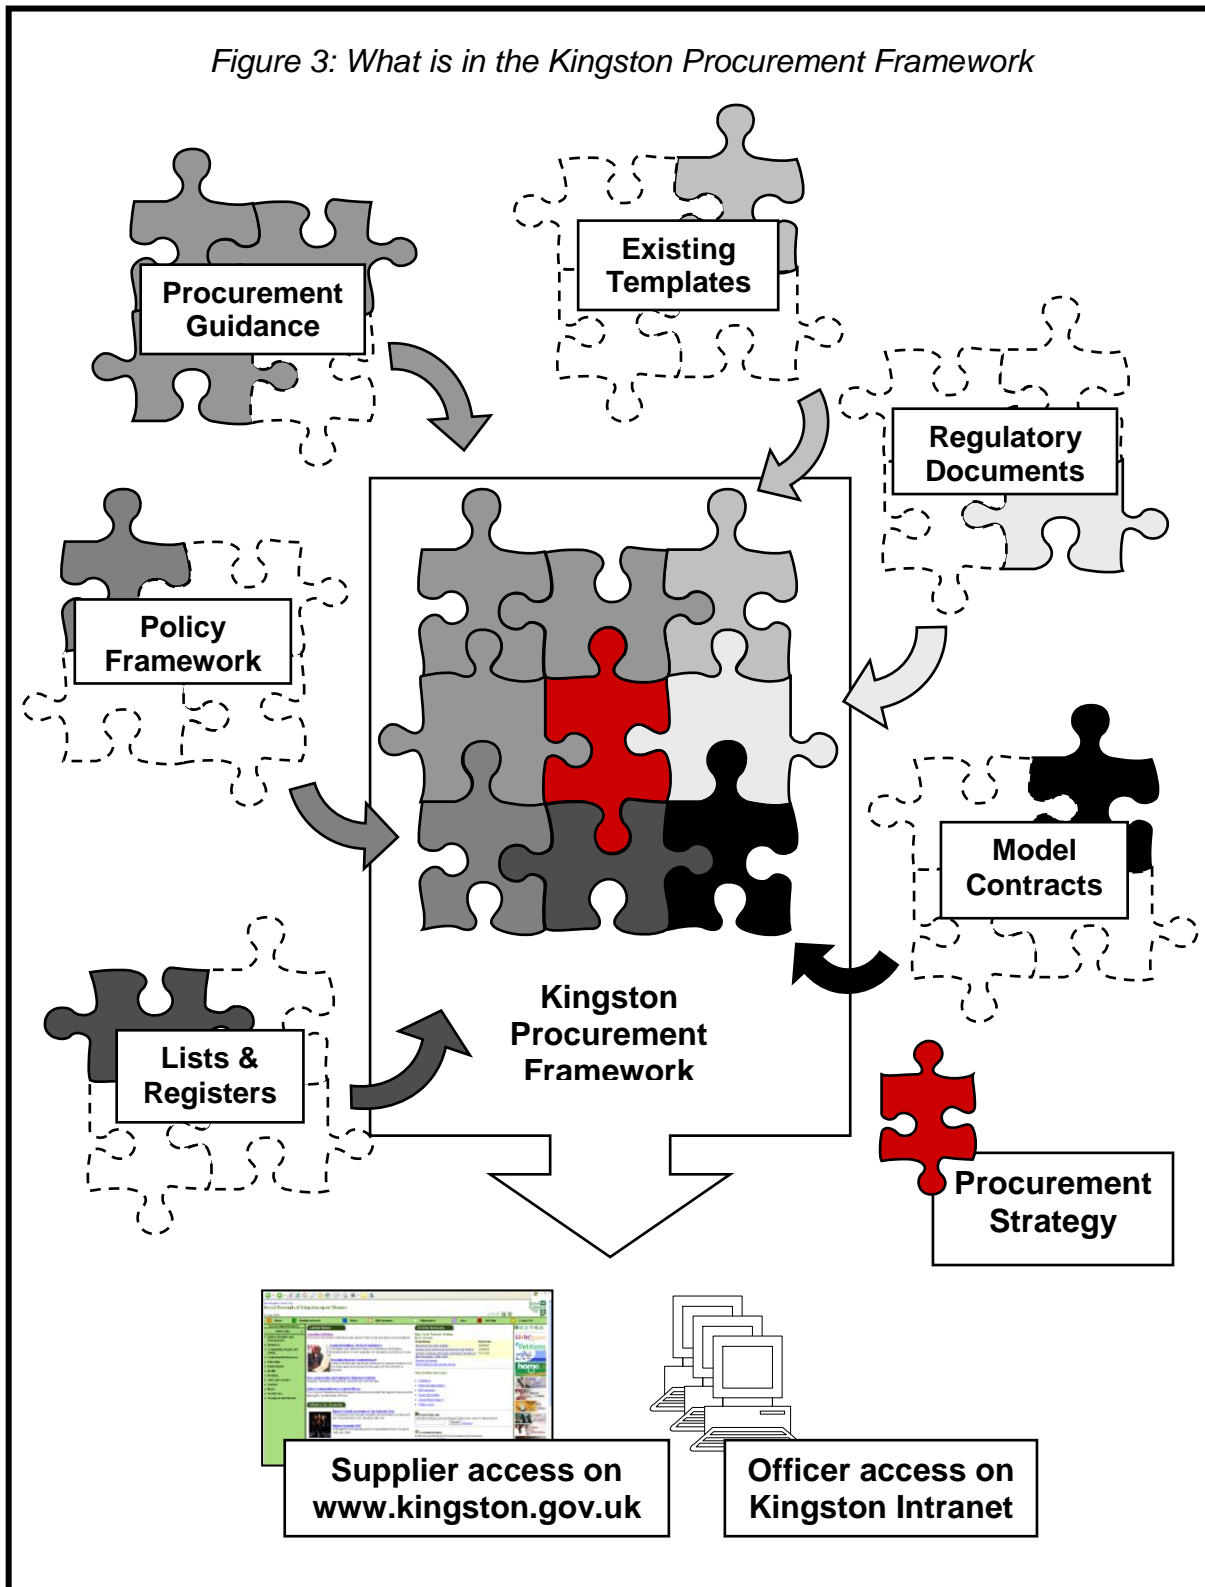 Figure 3: What is in the Kingston Procurement Framework
Existing
Templates
Procurement
Guidance
Regulatory
Documents
Policy
Framework
Model
Contracts
Kingston
Procurement
Framework
Lists &
Registers
Procurement
Strategy
Supplier access on
www.kingston.gov.uk
Officer access on
Kingston Intranet